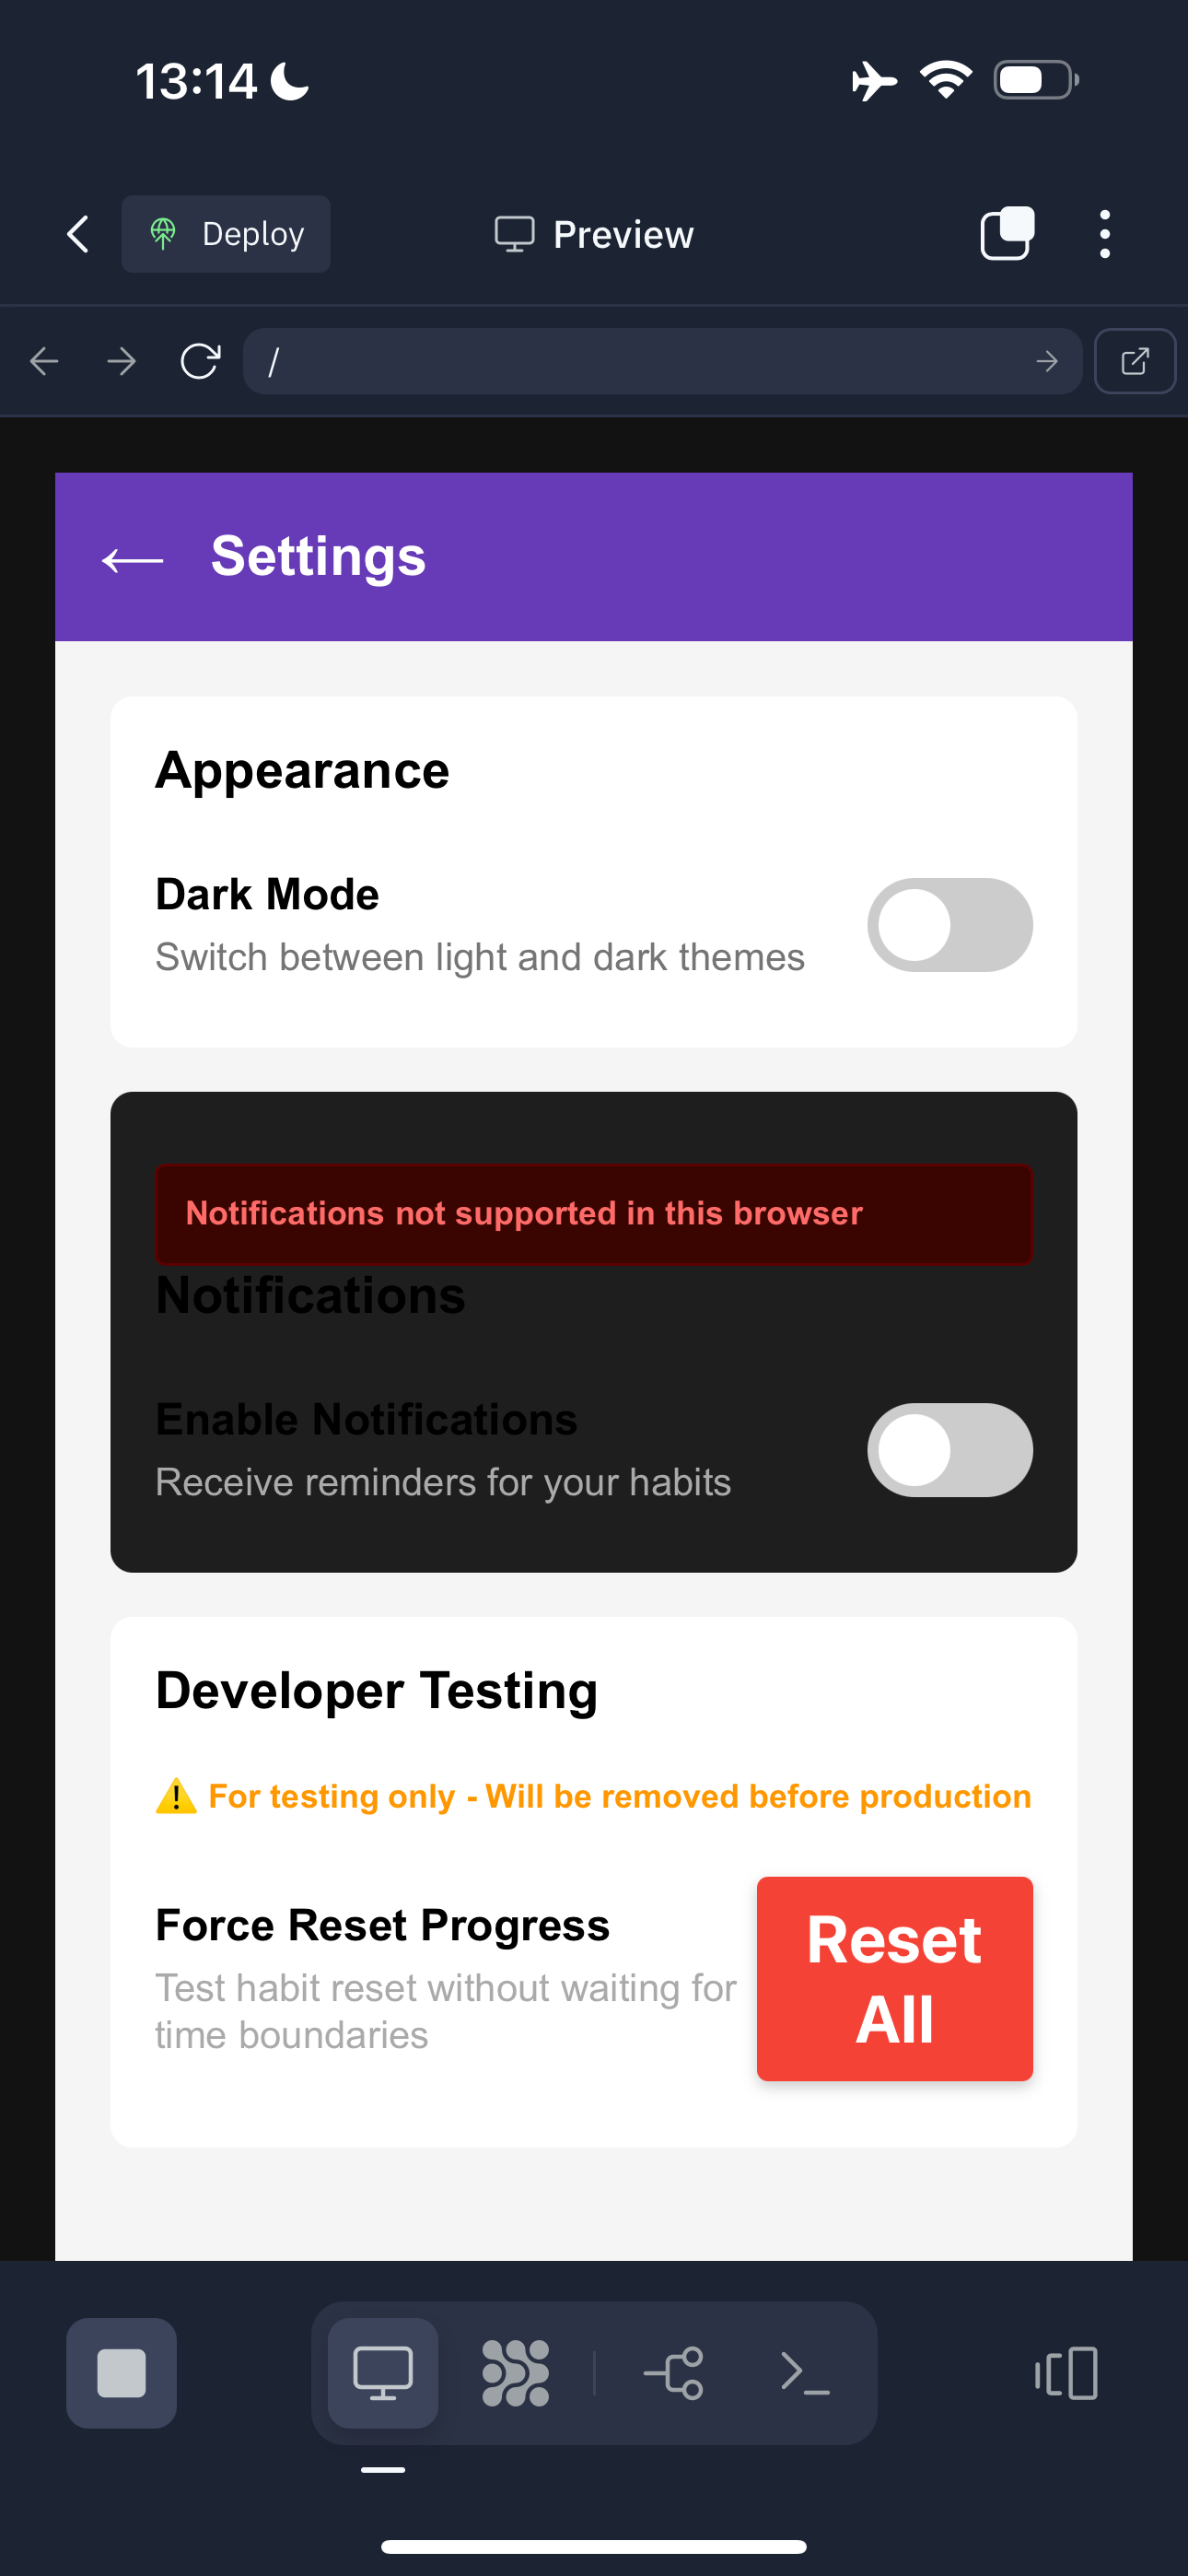 13:14
Deploy
Preview
/
Settings
Appearance
Dark Mode
Switch between light and dark themes
Notifications not supported in this browser
Notifications
Enable Notifications
Receive reminders for your habits
Developer Testing
⚠️ For testing only - Will be removed before production
Force Reset Progress
Test habit reset without waiting for
time boundaries
Reset
All